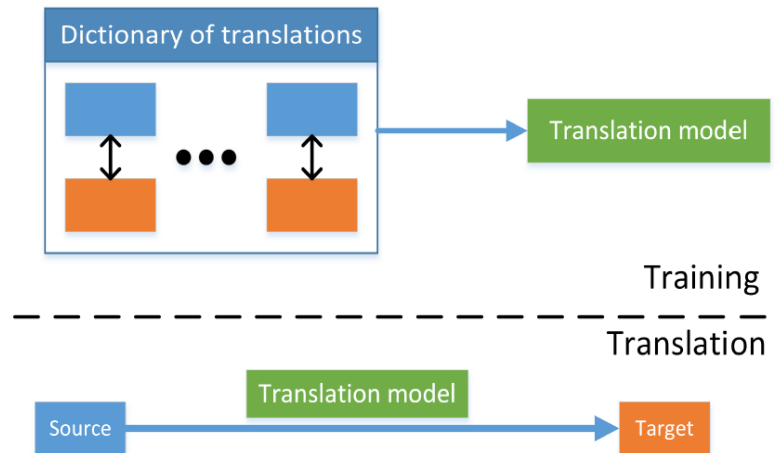 Dictionary of translations
Translation model
Training
Translation
Translation model
Source
Target